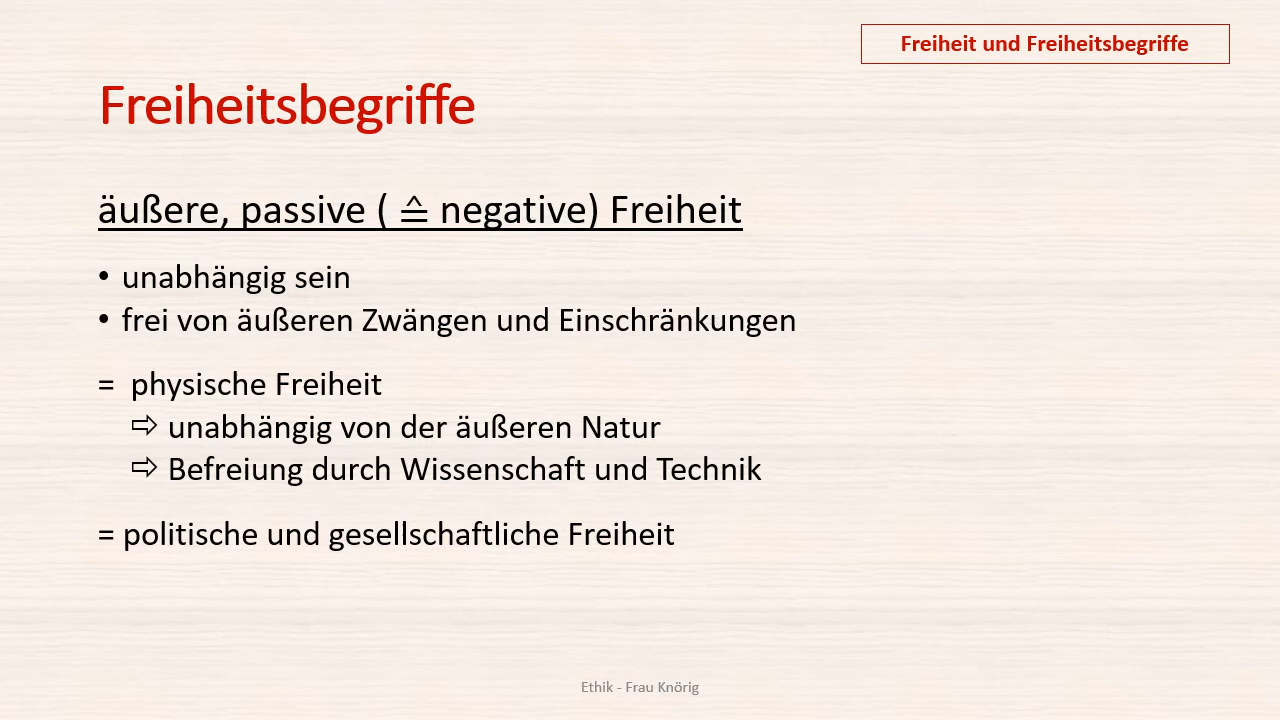 Freiheit und Freiheitsbegriffe
Freiheitsbegriffe
äußere, passive ( ≙ negative) Freiheit
• unabhängig sein
• frei von äußeren Zwängen und Einschränkungen
= physische Freiheit
⇨ unabhängig von der äußeren Natur
⇨ Befreiung durch Wissenschaft und Technik
= politische und gesellschaftliche Freiheit
Ethik - Frau Knörig